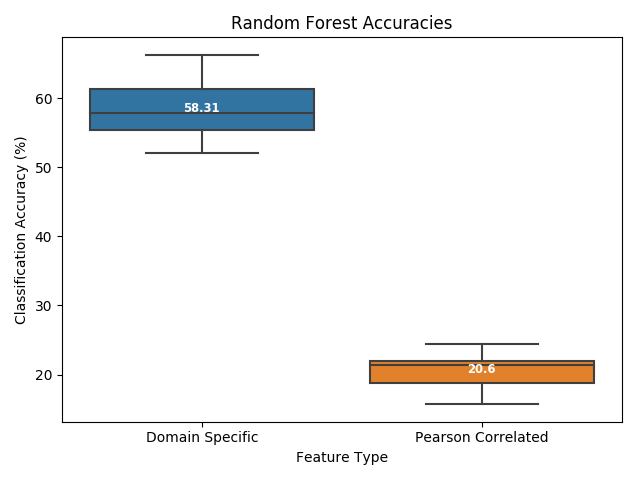 Random Forest Accuracies
Classification Accuracy (%)
60
50
40
30
20
58.31
20.6
Domain Specific
Pearson Correlated
Feature Type